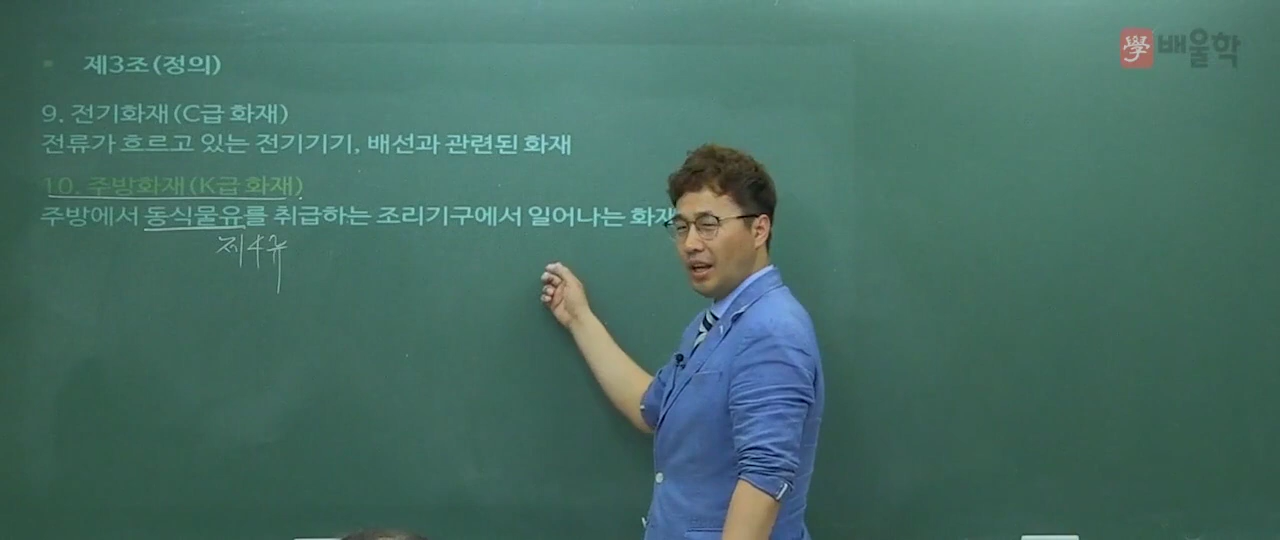 學 배울학
제3조(정의)
9. 전기화재(C급 화재)
전류가 흐르고 있는 전기기기, 배선과 관련된 화재
10. 주방화재(K급 화재)
주방에서 동식물유를 취급하는 조리기구에서 일어나는 화재
제4류